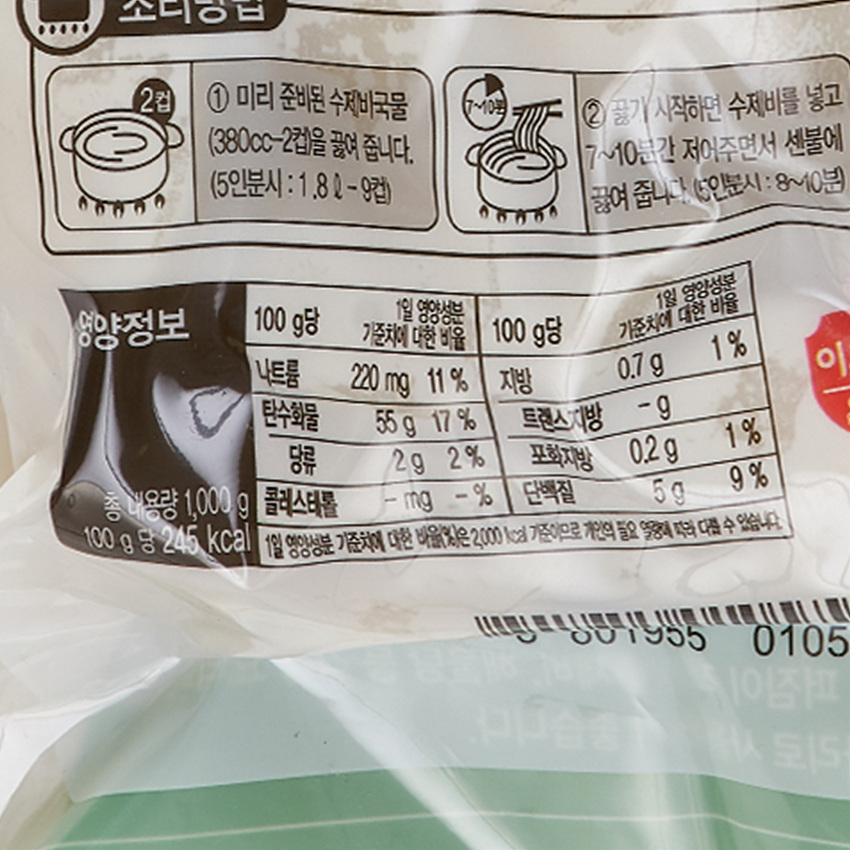 조리방법
2컵
① 미리 준비된 수제비국물
(380cc-2컵)을 끓여 줍니다.
(5인분시 : 1.8ℓ - 9컵)
7~10분
② 끓기 시작하면 수제비를 넣고
7~10분간 저어주면서 센불에
끓여 줍니다. (5인분시 : 8~10분)
영양정보
총 내용량 1,000 g
100 g 당 245 kcal
100 g당 1일 영양성분 기준치에 대한 비율
나트륨 220 mg 11 %
탄수화물 55 g 17 %
당류 2 g 2 %
콜레스테롤 - mg - %
100 g당 1일 영양성분 기준치에 대한 비율
지방 0.7 g 1 %
트랜스지방 - g
포화지방 0.2 g 1 %
단백질 5 g 9 %
1일 영양성분 기준치에 대한 비율(%)은 2,000 kcal 기준이므로 개인의 필요 열량에 따라 다를 수 있습니다.
801955 0105